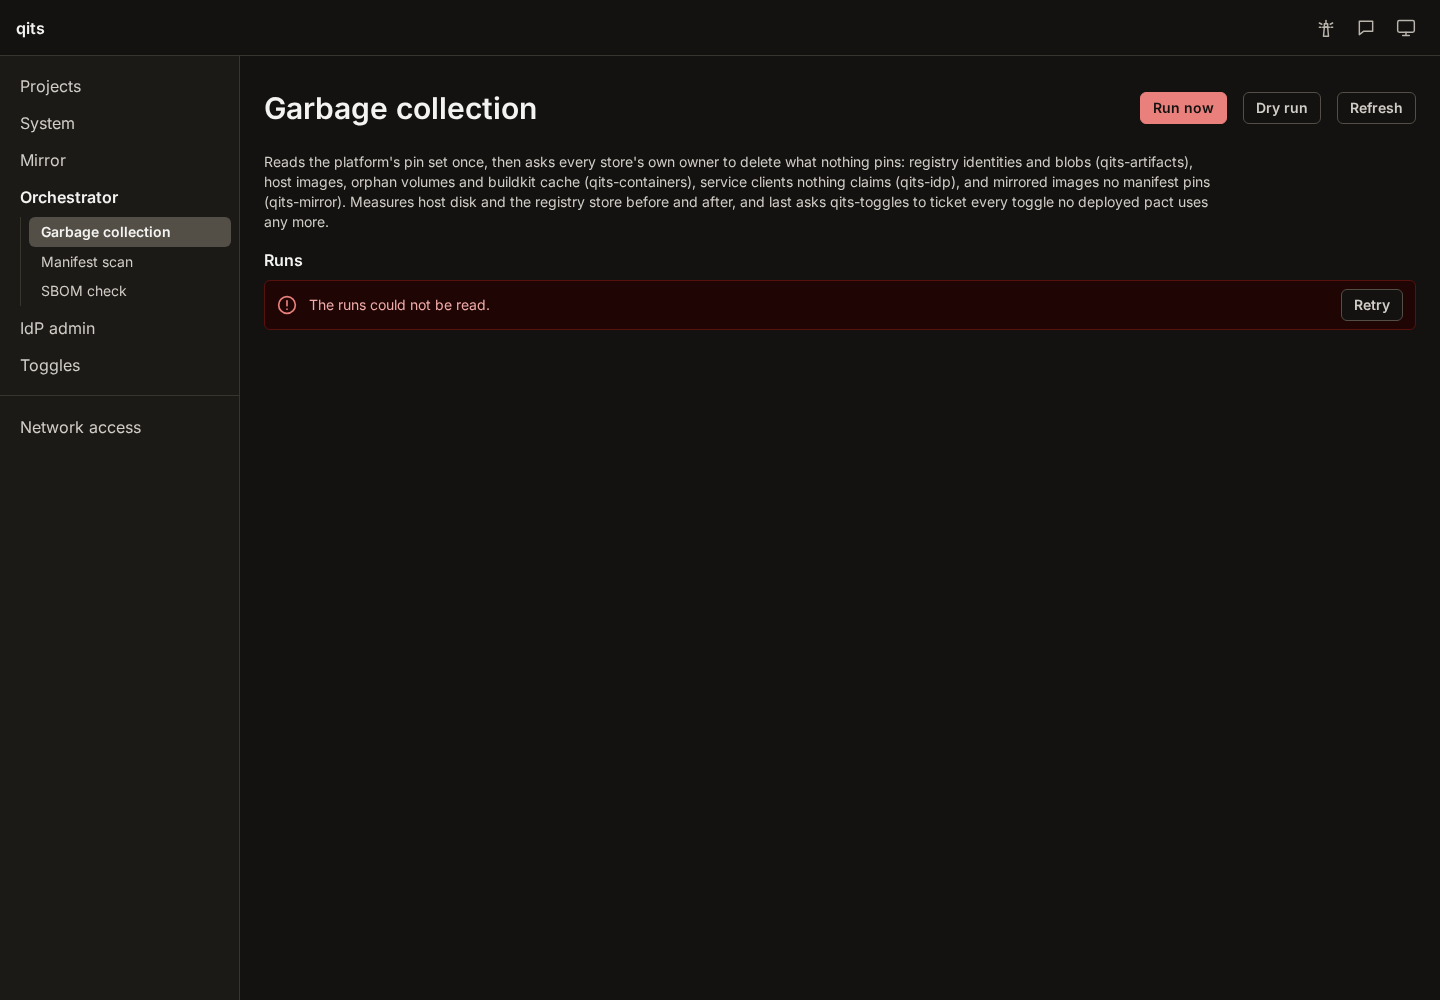 qits
Projects
System
Mirror
Orchestrator
Garbage collection
Manifest scan
SBOM check
IdP admin
Toggles
Network access
Garbage collection
Run now
Dry run
Refresh
Reads the platform's pin set once, then asks every store's own owner to delete what nothing pins: registry identities and blobs (qits-artifacts),
host images, orphan volumes and buildkit cache (qits-containers), service clients nothing claims (qits-idp), and mirrored images no manifest pins
(qits-mirror). Measures host disk and the registry store before and after, and last asks qits-toggles to ticket every toggle no deployed pact uses
any more.
Runs
The runs could not be read.
Retry